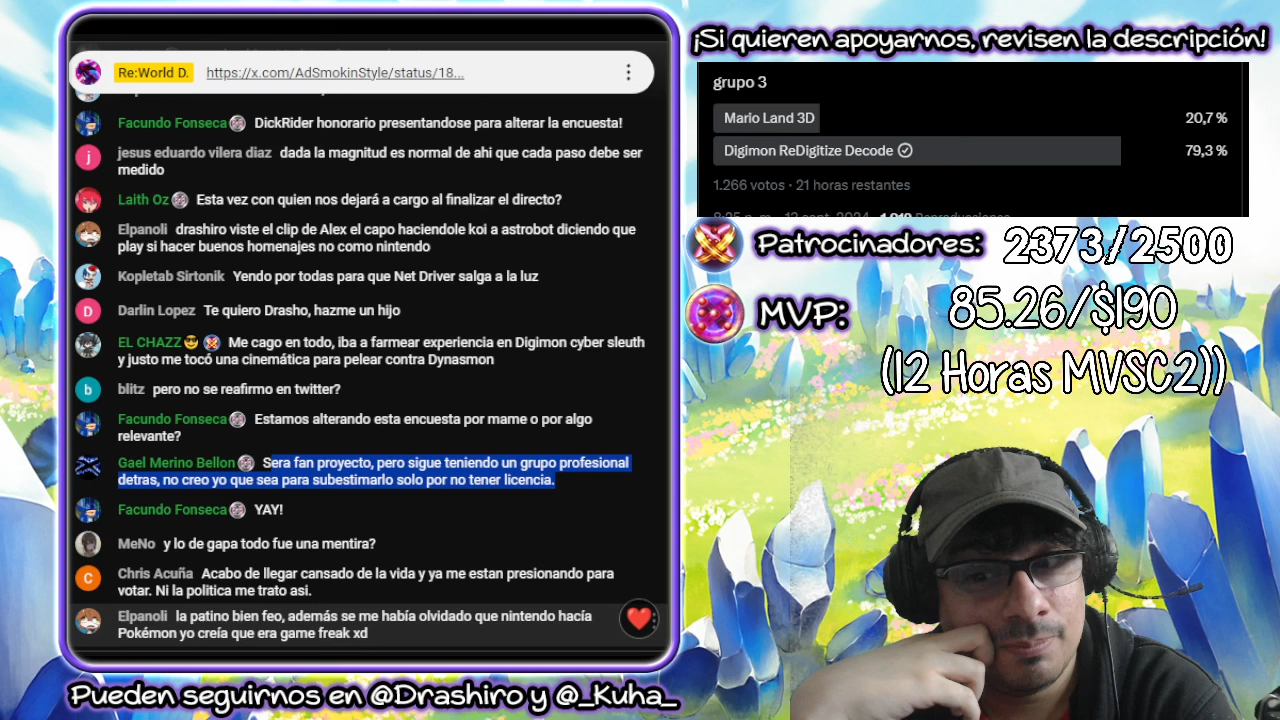 ¡Si quieren apoyarnos, revisen la descripción!
Re:World D. https://x.com/AdSmokinStyle/status/18...
Facundo Fonseca DickRider honorario presentandose para alterar la encuesta!
jesus eduardo vilera diaz dada la magnitud es normal de ahi que cada paso debe ser
medido
Laith Oz Esta vez con quien nos dejará a cargo al finalizar el directo?
Elpanoli drashiro viste el clip de Alex el capo haciendole koi a astrobot diciendo que
play si hacer buenos homenajes no como nintendo
Kopletab Sirtonik Yendo por todas para que Net Driver salga a la luz
Darlin Lopez Te quiero Drasho, hazme un hijo
EL CHAZZ😎 Me cago en todo, iba a farmear experiencia en Digimon cyber sleuth
y justo me tocó una cinemática para pelear contra Dynasmon
blitz pero no se reafirmo en twitter?
Facundo Fonseca Estamos alterando esta encuesta por mame o por algo
relevante?
Gael Merino Bellon Sera fan proyecto, pero sigue teniendo un grupo profesional
detras, no creo yo que sea para subestimarlo solo por no tener licencia.
Facundo Fonseca YAY!
MeNo y lo de gapa todo fue una mentira?
Chris Acuña Acabo de llegar cansado de la vida y ya me estan presionando para
votar. Ni la politica me trato asi.
Elpanoli la patino bien feo, además se me había olvidado que nintendo hacía
Pokémon yo creía que era game freak xd
j
D
b
C
grupo 3
Mario Land 3D 20,7 %
Digimon ReDigitize Decode 79,3 %
1.266 votos · 21 horas restantes
Patrocinadores: 2373/2500
MVP: 85.26/$190
(12 Horas MVSC2))
Pueden seguirnos en @Drashiro y @_Kuha_